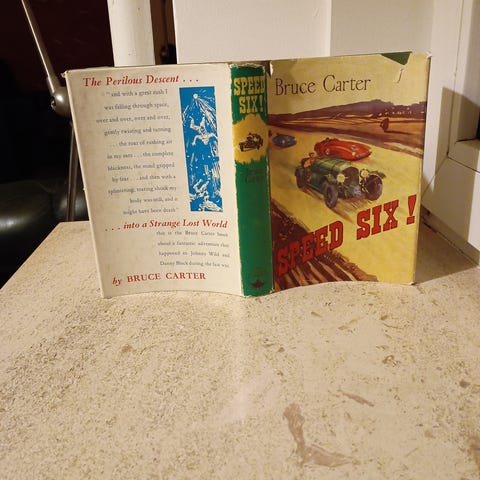 The Perilous Descent . . .
"and with a great rush I
was falling through space,
over and over, over and over,
gently twisting and turning
. . . the roar of rushing air
in my ears . . . the complete
blackness, the mind gripped
by fear . . . and then with a
splintering, tearing shock my
body was still, and it
might have been death"
. . . into a Strange Lost World
this is the Bruce Carter book
about a fantastic adventure that
happened to Johnny Wild and
Danny Black during the last war.
by BRUCE CARTER
SPEED
SIX!
Bruce
Carter
Bruce Carter
SPEED SIX!